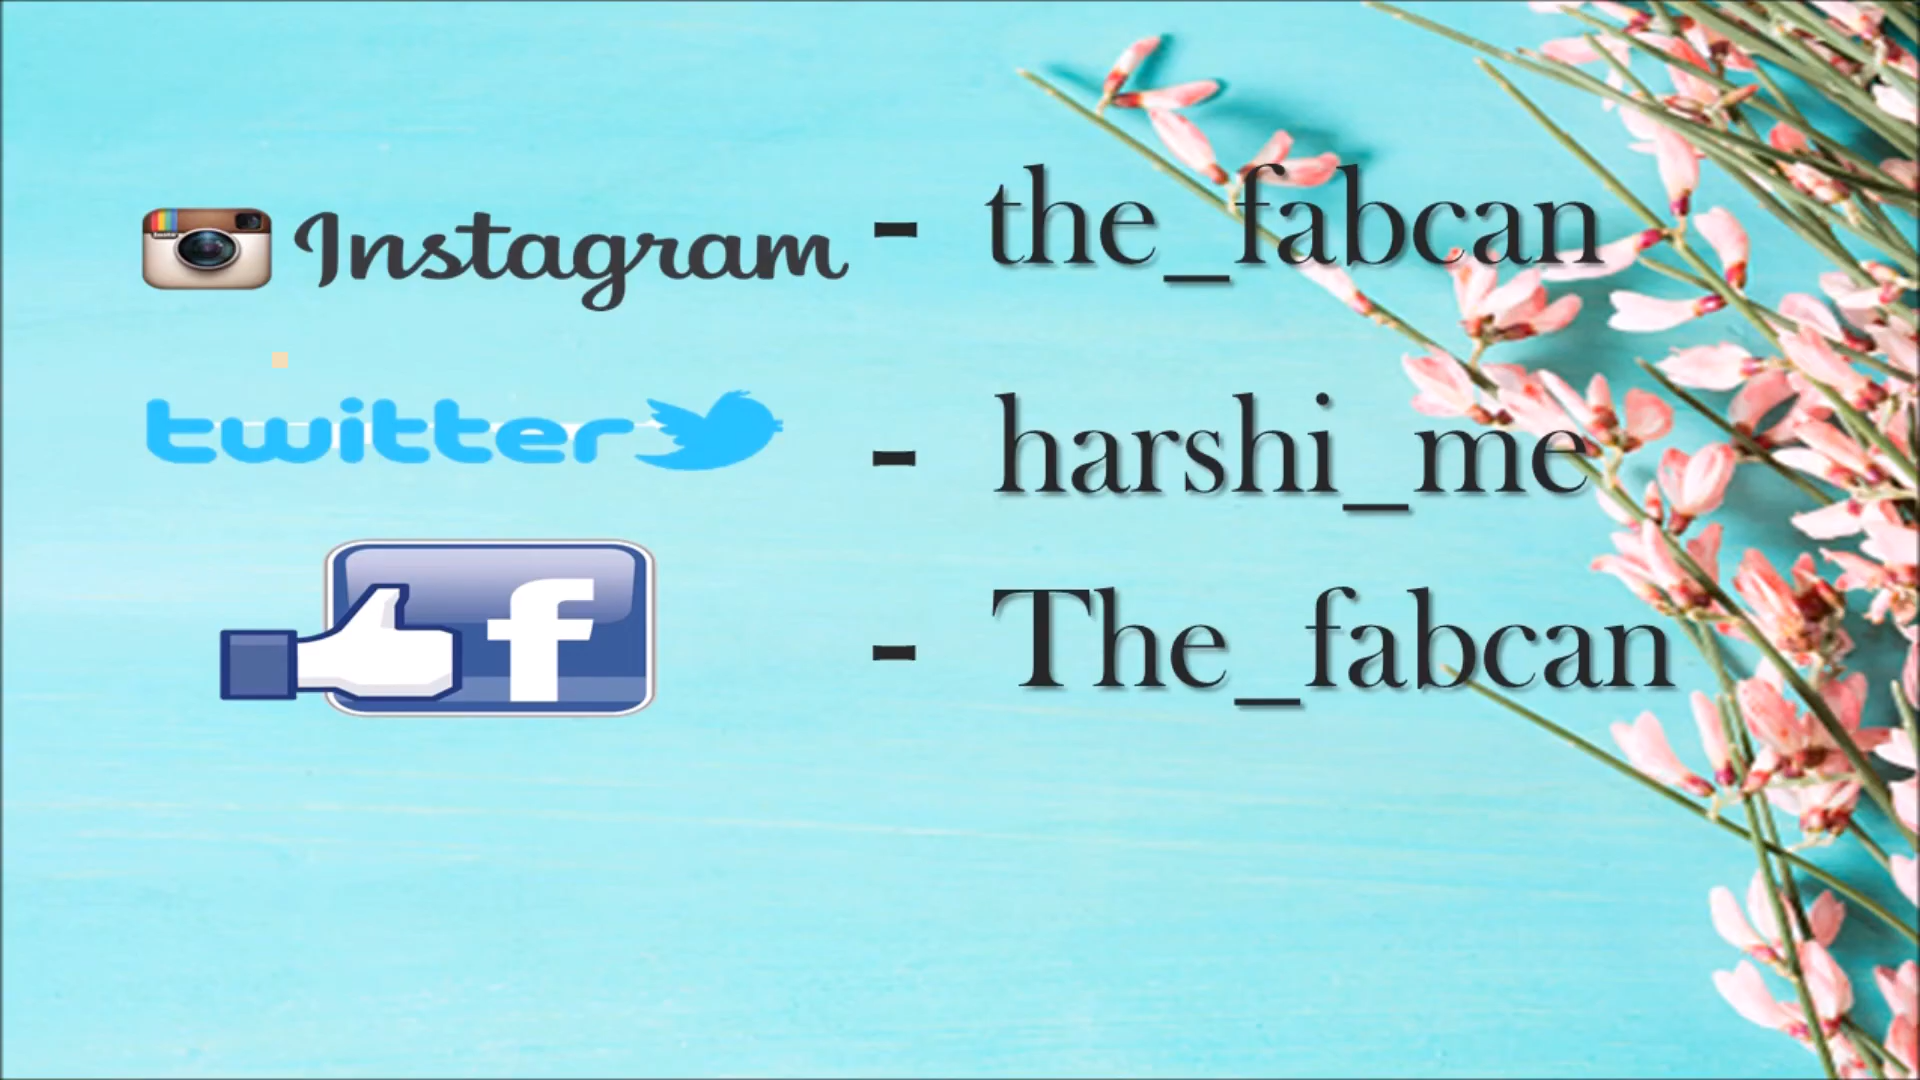 Instagram - the_fabcan
twitter - harshi_me
f - The_fabcan